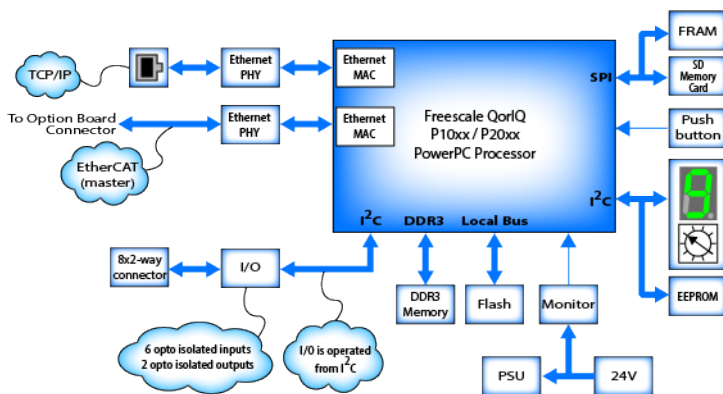 TCP/IP
Ethernet
PHY
Ethernet
MAC
To Option Board
Connector
Ethernet
PHY
Ethernet
MAC
EtherCAT
(master)
Freescale QorIQ
P10xx / P20xx
PowerPC Processor
SPI
FRAM
SD
Memory
Card
Push
button
I²C
9
EEPROM
I²C
DDR3
Local Bus
8x2-way
connector
I/O
DDR3
Memory
Flash
Monitor
6 opto isolated inputs
2 opto isolated outputs
I/O is operated
from I²C
PSU
24V